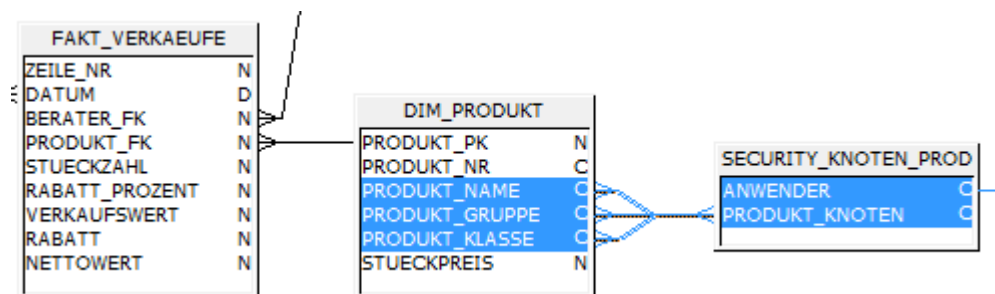 FAKT_VERKAEUFE
ZEILE_NR N
DATUM D
BERATER_FK N
PRODUKT_FK N
STUECKZAHL N
RABATT_PROZENT N
VERKAUFSWERT N
RABATT N
NETTOWERT N
DIM_PRODUKT
PRODUKT_PK N
PRODUKT_NR C
PRODUKT_NAME C
PRODUKT_GRUPPE C
PRODUKT_KLASSE C
STUECKPREIS N
SECURITY_KNOTEN_PROD
ANWENDER C
PRODUKT_KNOTEN C